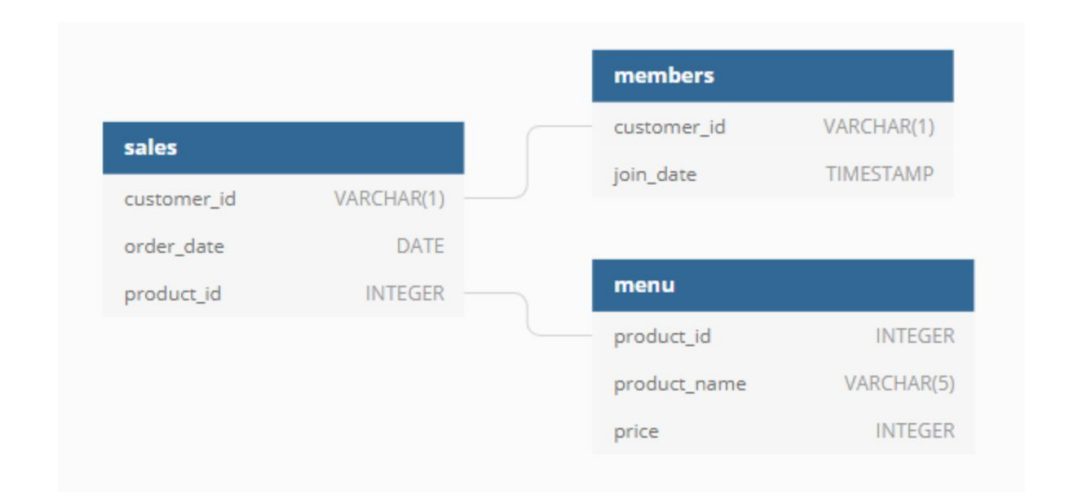 sales
customer_id VARCHAR(1)
order_date DATE
product_id INTEGER
members
customer_id VARCHAR(1)
join_date TIMESTAMP
menu
product_id INTEGER
product_name VARCHAR(5)
price INTEGER